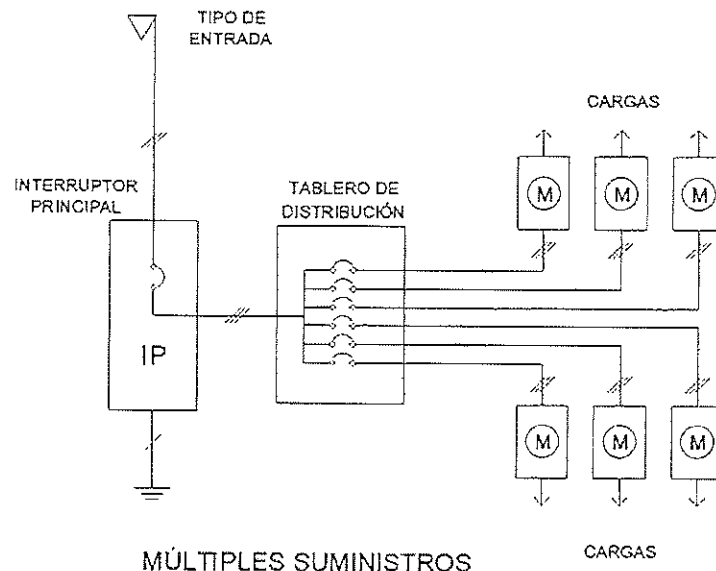 TIPO DE
ENTRADA
CARGAS
INTERRUPTOR
PRINCIPAL
TABLERO DE
DISTRIBUCIÓN
M
M
M
IP
M
M
M
MÚLTIPLES SUMINISTROS
CARGAS